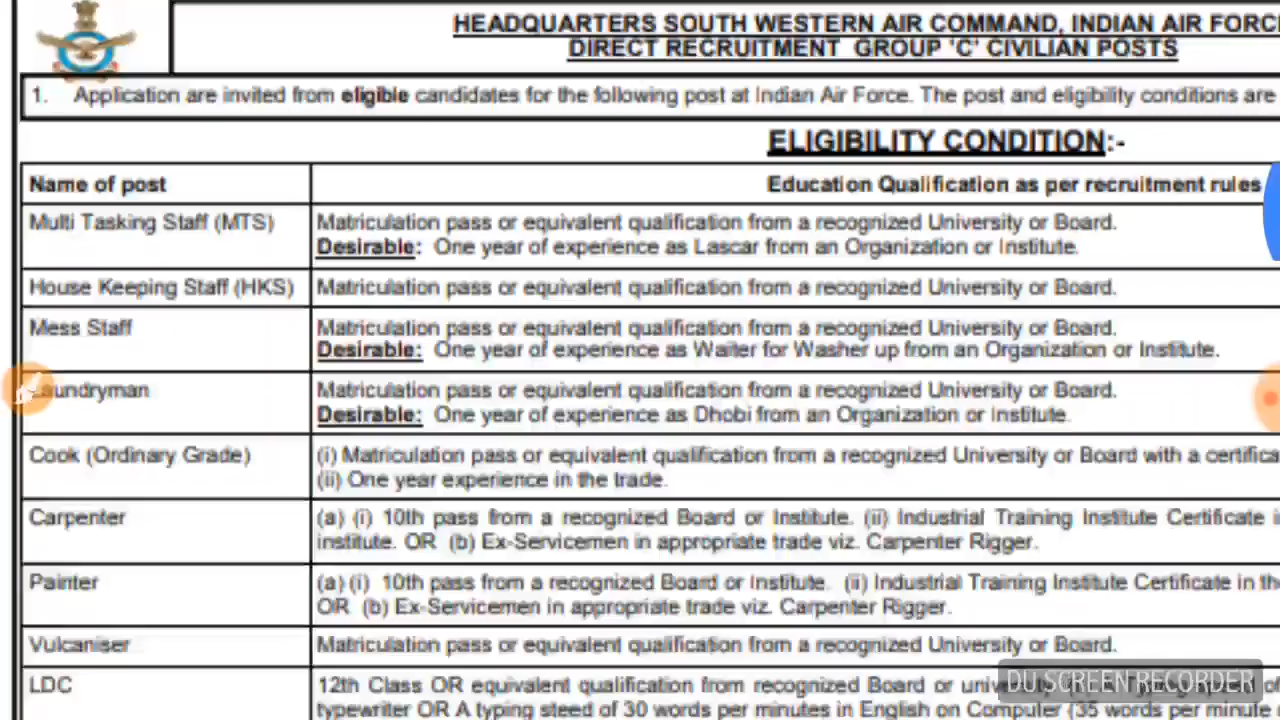 HEADQUARTERS SOUTH WESTERN AIR COMMAND, INDIAN AIR FORC
DIRECT RECRUITMENT GROUP 'C' CIVILIAN POSTS
1. Application are invited from eligible candidates for the following post at Indian Air Force. The post and eligibility conditions are
ELIGIBILITY CONDITION:-
Name of post Education Qualification as per recruitment rules
Multi Tasking Staff (MTS) Matriculation pass or equivalent qualification from a recognized University or Board.
Desirable: One year of experience as Lascar from an Organization or Institute.
House Keeping Staff (HKS) Matriculation pass or equivalent qualification from a recognized University or Board.
Mess Staff Matriculation pass or equivalent qualification from a recognized University or Board.
Desirable: One year of experience as Waiter for Washer up from an Organization or Institute.
Laundryman Matriculation pass or equivalent qualification from a recognized University or Board.
Desirable: One year of experience as Dhobi from an Organization or Institute.
Cook (Ordinary Grade) (i) Matriculation pass or equivalent qualification from a recognized University or Board with a certifica
(ii) One year experience in the trade.
Carpenter (a) (i) 10th pass from a recognized Board or Institute. (ii) Industrial Training Institute Certificate i
institute. OR (b) Ex-Servicemen in appropriate trade viz. Carpenter Rigger.
Painter (a) (i) 10th pass from a recognized Board or Institute. (ii) Industrial Training Institute Certificate in the
OR (b) Ex-Servicemen in appropriate trade viz. Carpenter Rigger.
Vulcaniser Matriculation pass or equivalent qualification from a recognized University or Board.
LDC 12th Class OR equivalent qualification from recognized Board or of
typewriter OR A typing steed of 30 words per minutes in English on Computer (35 words per minute
DU SCREEN RECORDER